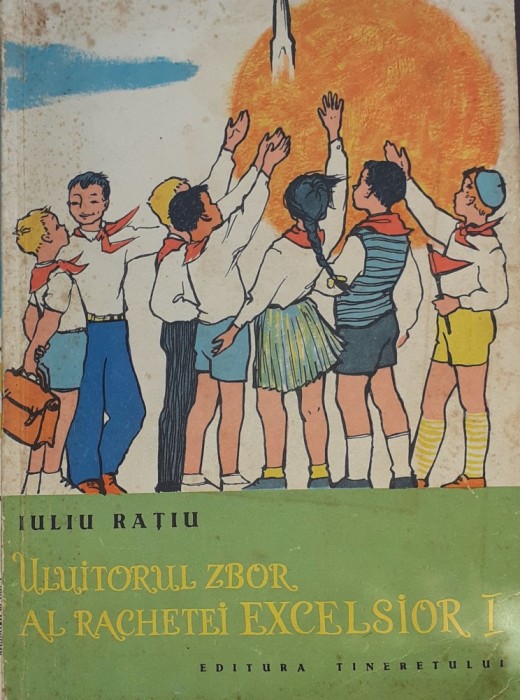 IULIU RAȚIU
ULUITORUL ZBOR
AL RACHETEI EXCELSIOR I
EDITURA TINERETULUI